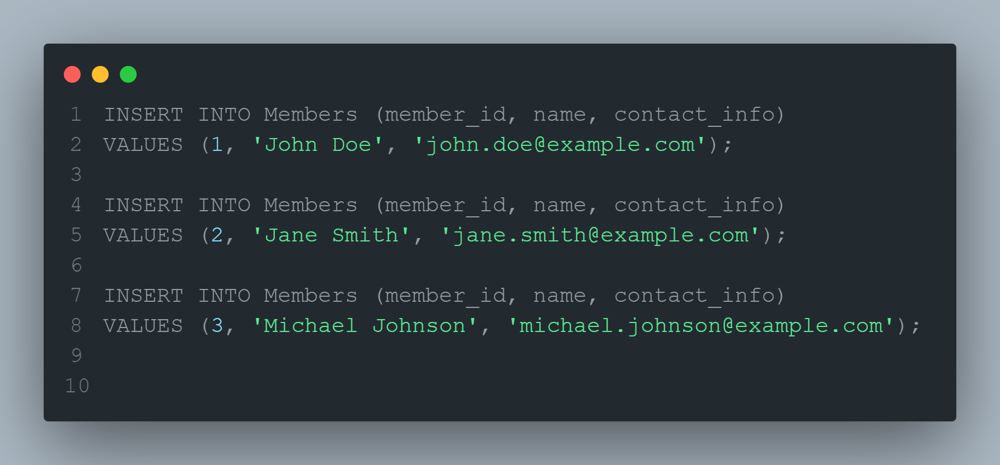 1 INSERT INTO Members (member_id, name, contact_info)
2 VALUES (1, 'John Doe', 'john.doe@example.com');
3
4 INSERT INTO Members (member_id, name, contact_info)
5 VALUES (2, 'Jane Smith', 'jane.smith@example.com');
6
7 INSERT INTO Members (member_id, name, contact_info)
8 VALUES (3, 'Michael Johnson', 'michael.johnson@example.com');
9
10